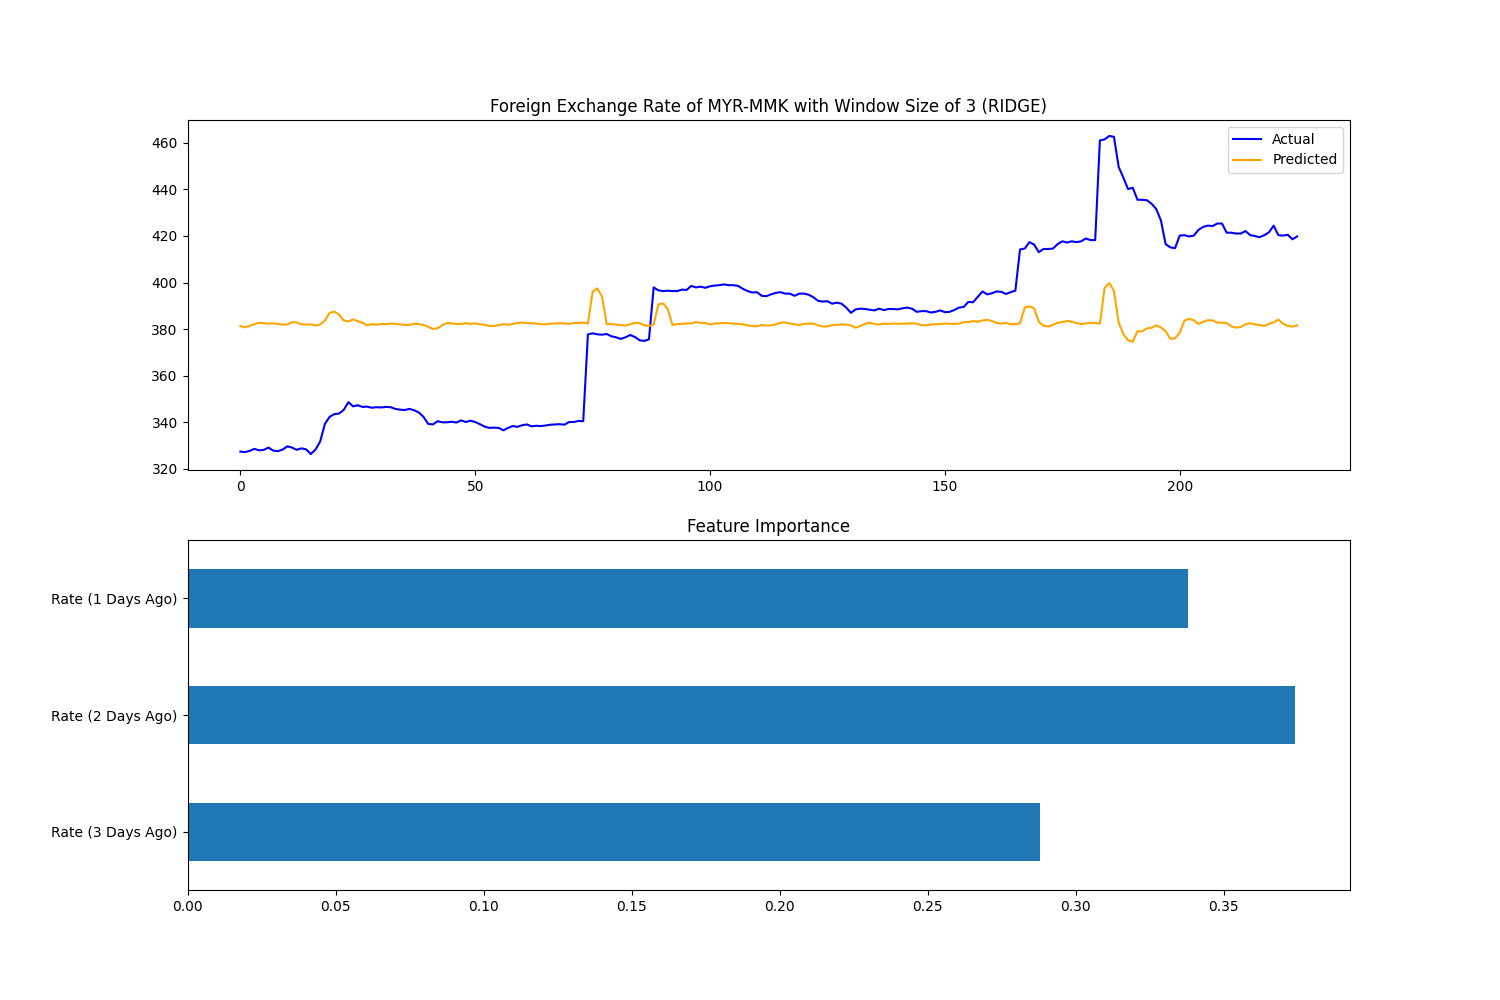 Foreign Exchange Rate of MYR-MMK with Window Size of 3 (RIDGE)
460
440
420
400
380
360
340
320
Actual
Predicted
0 50 100 150 200
Feature Importance
Rate (1 Days Ago)
Rate (2 Days Ago)
Rate (3 Days Ago)
0.00 0.05 0.10 0.15 0.20 0.25 0.30 0.35